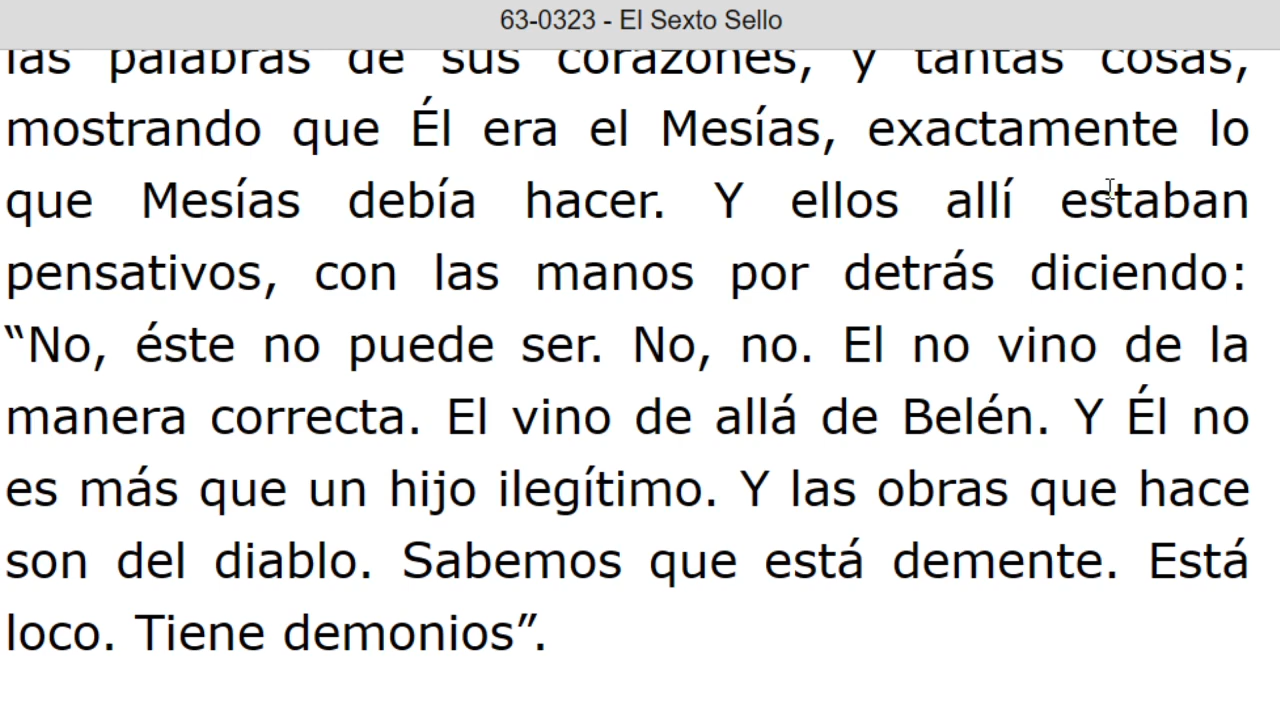 63-0323 - El Sexto Sello
las palabras de sus corazones, y tantas cosas,
mostrando que Él era el Mesías, exactamente lo
que Mesías debía hacer. Y ellos allí estaban
pensativos, con las manos por detrás diciendo:
“No, éste no puede ser. No, no. El no vino de la
manera correcta. El vino de allá de Belén. Y Él no
es más que un hijo ilegítimo. Y las obras que hace
son del diablo. Sabemos que está demente. Está
loco. Tiene demonios”.